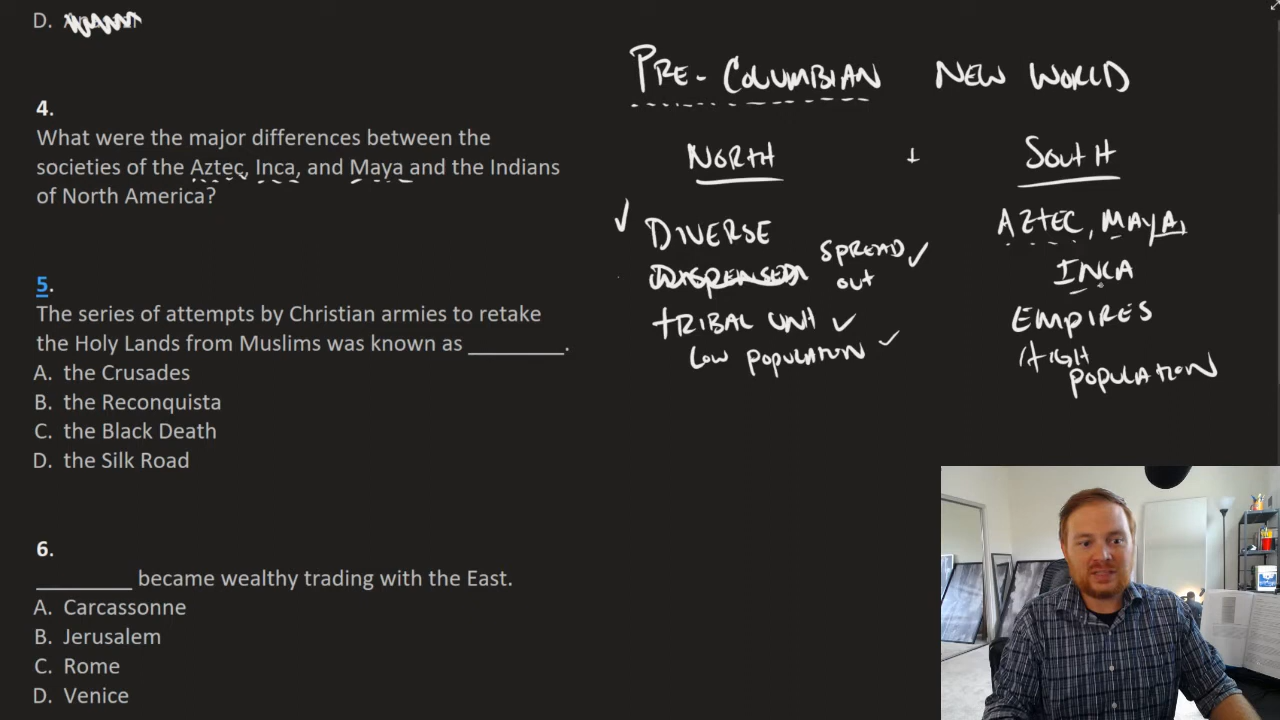 D.
4.
What were the major differences between the
societies of the Aztec, Inca, and Maya and the Indians
of North America?
5.
The series of attempts by Christian armies to retake
the Holy Lands from Muslims was known as _________.
A. the Crusades
B. the Reconquista
C. the Black Death
D. the Silk Road
6.
_________ became wealthy trading with the East.
A. Carcassonne
B. Jerusalem
C. Rome
D. Venice
PRE-COLUMBIAN NEW WORLD
NORTH + SOUTH
DIVERSE
SPREAD
OUT
TRIBAL UNIT
LOW POPULATION
AZTEC, MAYA,
INCA
EMPIRES
HIGH
POPULATION